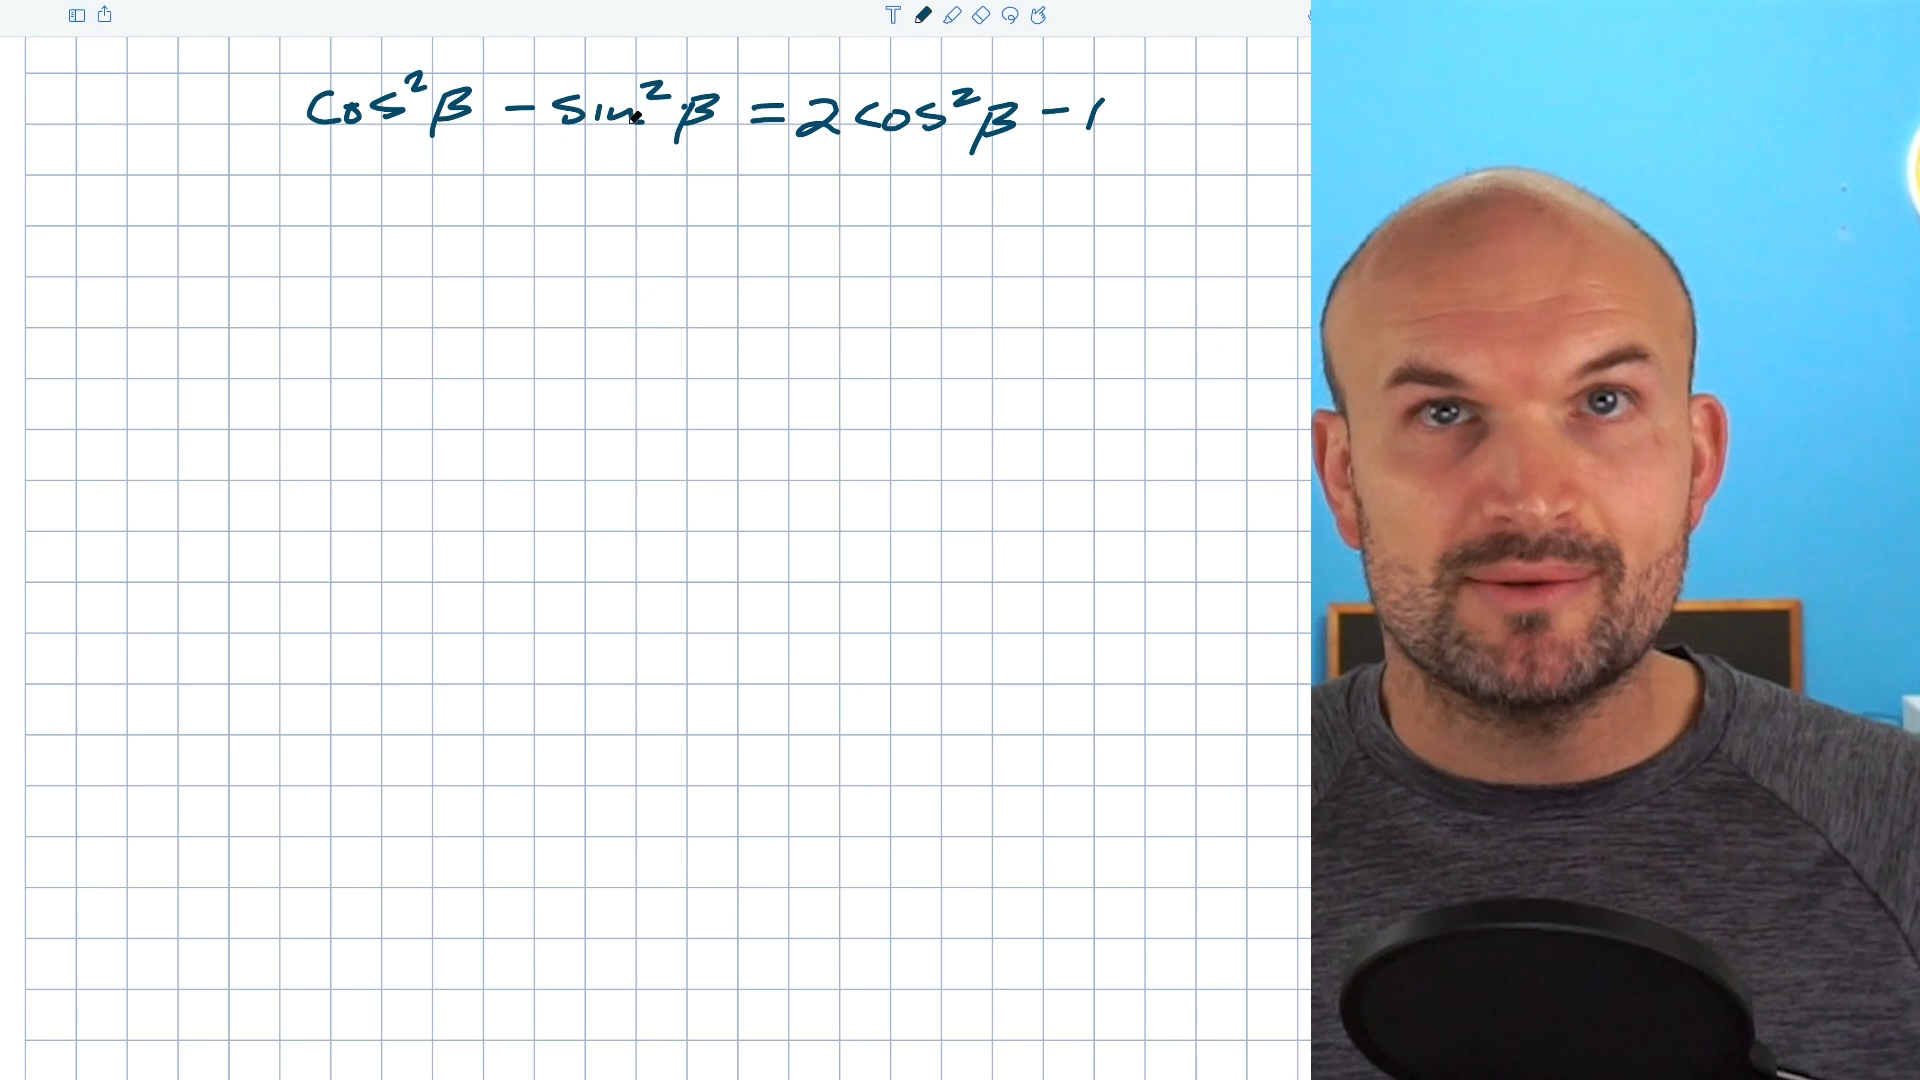 cos²β - sin²β = 2cos²β - 1